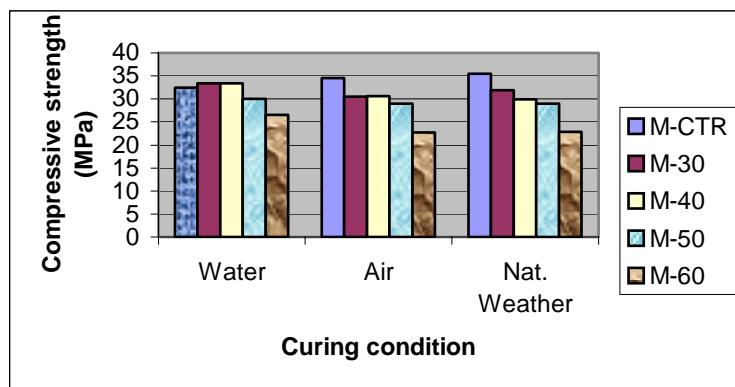 Compressive strength
(MPa)
40
35
30
25
20
15
10
5
0
Water
Air
Nat.
Weather
Curing condition
M-CTR
M-30
M-40
M-50
M-60